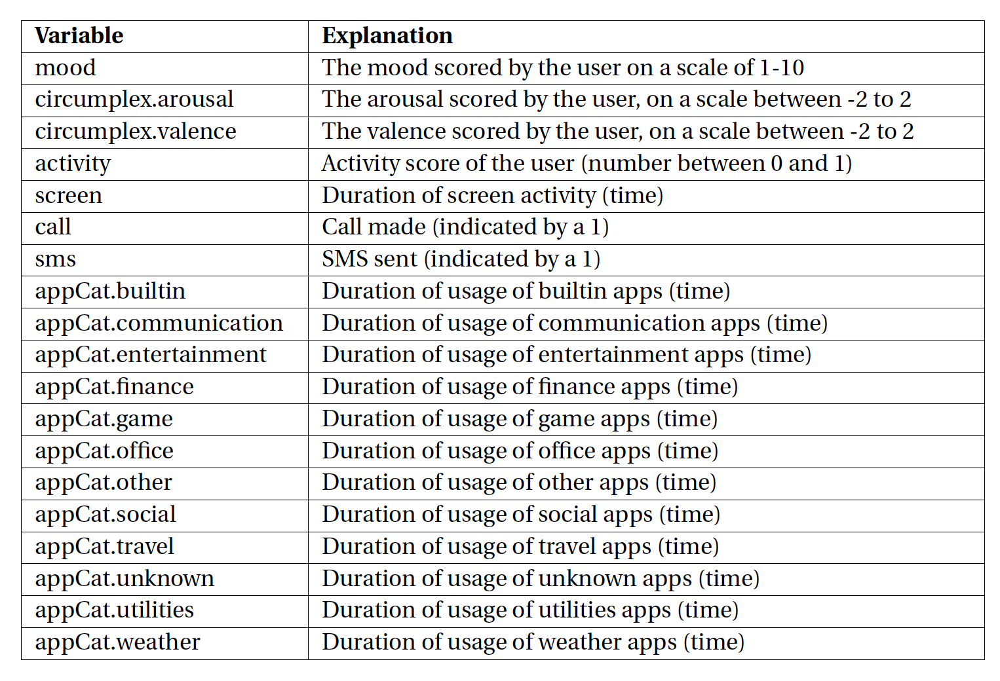 Variable Explanation
mood The mood scored by the user on a scale of 1-10
circumplex.arousal The arousal scored by the user, on a scale between -2 to 2
circumplex.valence The valence scored by the user, on a scale between -2 to 2
activity Activity score of the user (number between 0 and 1)
screen Duration of screen activity (time)
call Call made (indicated by a 1)
sms SMS sent (indicated by a 1)
appCat.builtin Duration of usage of builtin apps (time)
appCat.communication Duration of usage of communication apps (time)
appCat.entertainment Duration of usage of entertainment apps (time)
appCat.finance Duration of usage of finance apps (time)
appCat.game Duration of usage of game apps (time)
appCat.office Duration of usage of office apps (time)
appCat.other Duration of usage of other apps (time)
appCat.social Duration of usage of social apps (time)
appCat.travel Duration of usage of travel apps (time)
appCat.unknown Duration of usage of unknown apps (time)
appCat.utilities Duration of usage of utilities apps (time)
appCat.weather Duration of usage of weather apps (time)